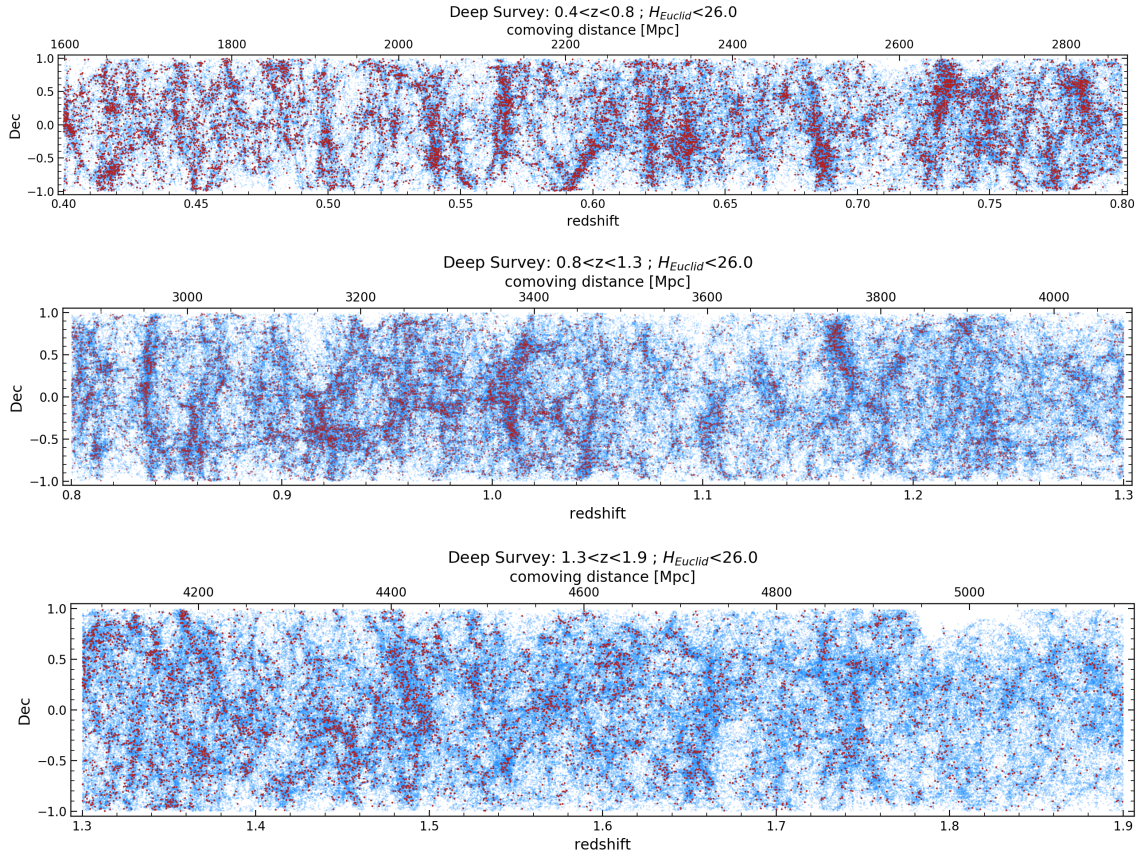 Deep Survey: 0.4<z<0.8 ; H_Euclid<26.0
comoving distance [Mpc]
1600 1800 2000 2200 2400 2600 2800
1.0
0.5
Dec
0.0
−0.5
−1.0
0.40 0.45 0.50 0.55 0.60 0.65 0.70 0.75 0.80
redshift
Deep Survey: 0.8<z<1.3 ; H_Euclid<26.0
comoving distance [Mpc]
3000 3200 3400 3600 3800 4000
1.0
0.5
Dec
0.0
−0.5
−1.0
0.8 0.9 1.0 1.1 1.2 1.3
redshift
Deep Survey: 1.3<z<1.9 ; H_Euclid<26.0
comoving distance [Mpc]
4200 4400 4600 4800 5000
1.0
0.5
Dec
0.0
−0.5
−1.0
1.3 1.4 1.5 1.6 1.7 1.8 1.9
redshift